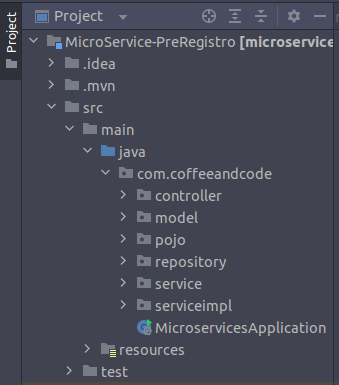 Project
Project
MicroService-PreRegistro [microservice
.idea
.mvn
src
main
java
com.coffeeandcode
controller
model
pojo
repository
service
serviceimpl
MicroservicesApplication
resources
test